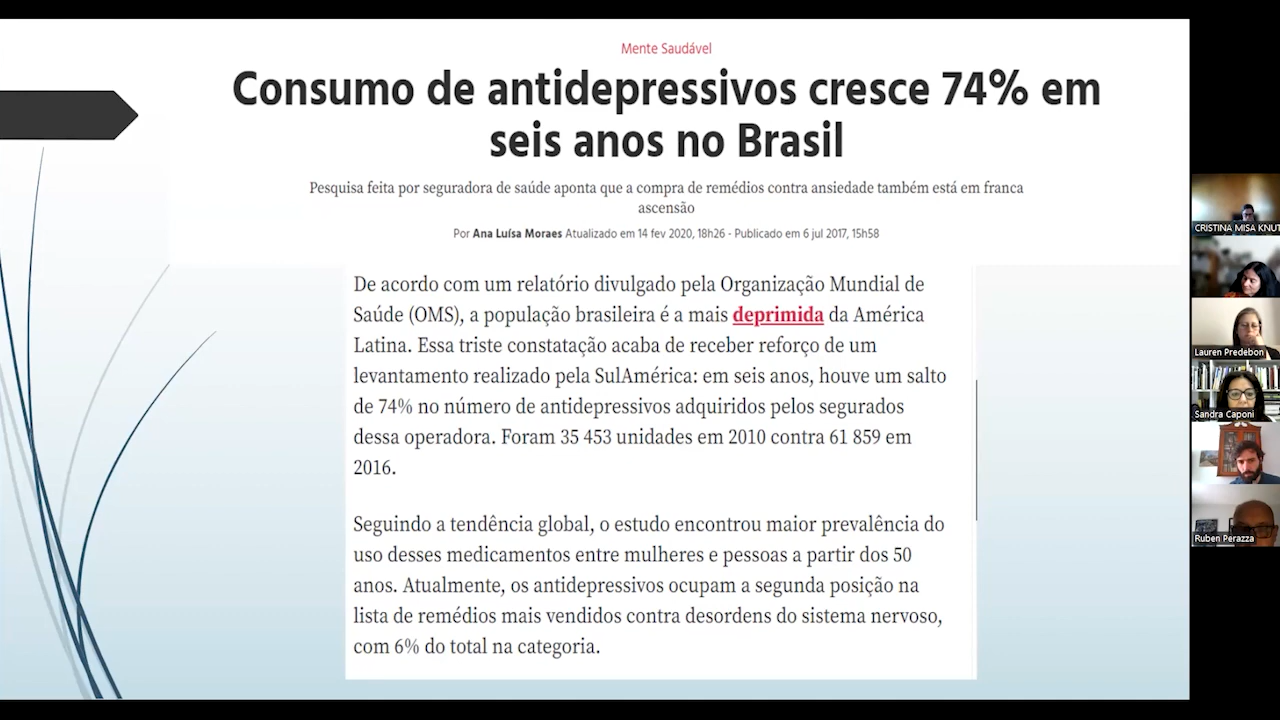 Mente Saudável
Consumo de antidepressivos cresce 74% em
seis anos no Brasil
Pesquisa feita por seguradora de saúde aponta que a compra de remédios contra ansiedade também está em franca
ascensão
Por Ana Luísa Moraes Atualizado em 14 fev 2020, 18h26 - Publicado em 6 jul 2017, 15h58
De acordo com um relatório divulgado pela Organização Mundial de
Saúde (OMS), a população brasileira é a mais deprimida da América
Latina. Essa triste constatação acaba de receber reforço de um
levantamento realizado pela SulAmérica: em seis anos, houve um salto
de 74% no número de antidepressivos adquiridos pelos segurados
dessa operadora. Foram 35 453 unidades em 2010 contra 61 859 em
2016.
Seguindo a tendência global, o estudo encontrou maior prevalência do
uso desses medicamentos entre mulheres e pessoas a partir dos 50
anos. Atualmente, os antidepressivos ocupam a segunda posição na
lista de remédios mais vendidos contra desordens do sistema nervoso,
com 6% do total na categoria.
CRISTINA MISA KNUT
Lauren Predebon
Sandra Caponi
Ruben Perazza